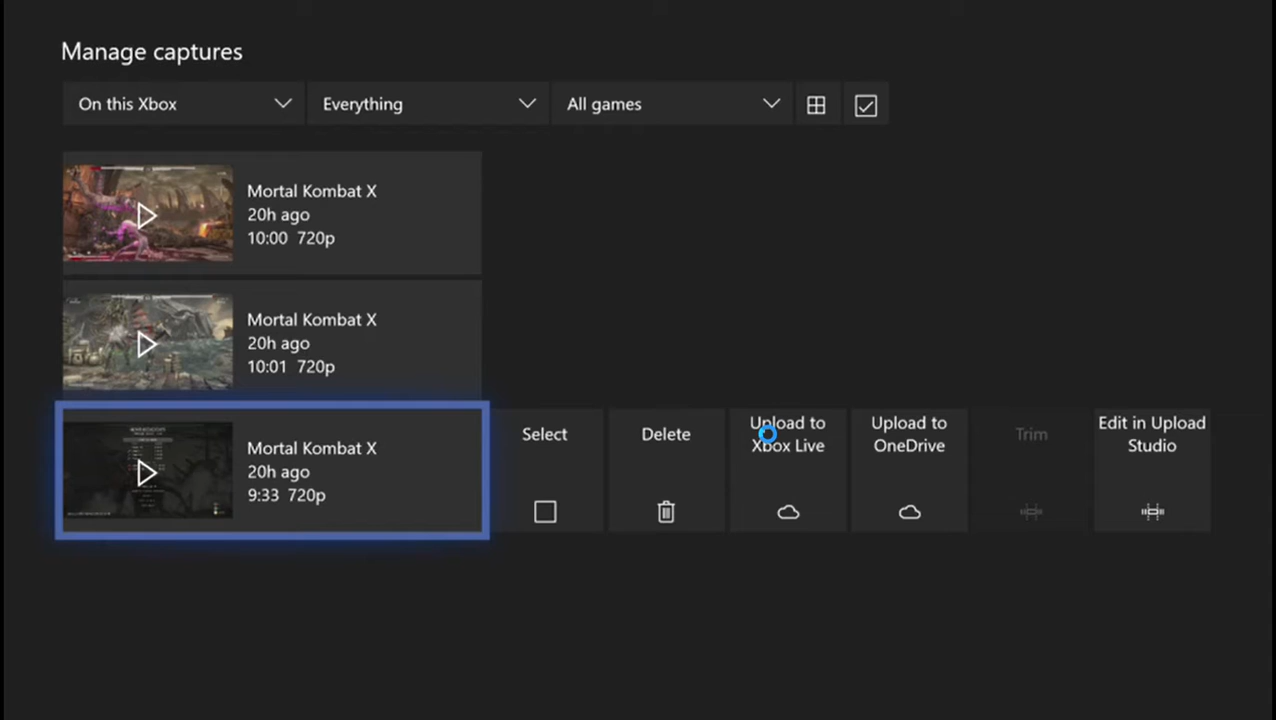 Manage captures
On this Xbox
Everything
All games
Mortal Kombat X
20h ago
10:00 720p
Mortal Kombat X
20h ago
10:01 720p
Mortal Kombat X
20h ago
9:33 720p
Select
Delete
Upload to
Xbox Live
Upload to
OneDrive
Trim
Edit in Upload
Studio